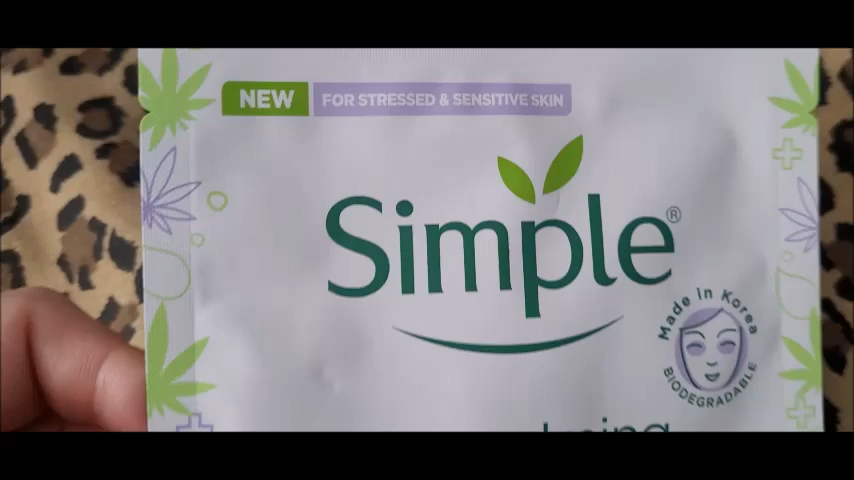 NEW FOR STRESSED & SENSITIVE SKIN
Simple®
Made in Korea
BIODEGRADABLE